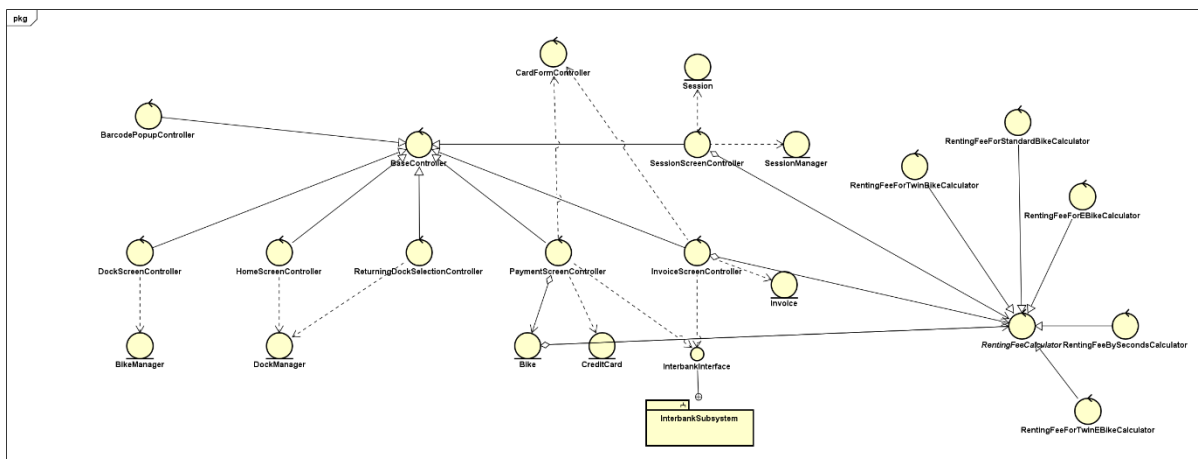 pkg
CardFormController
Session
BarcodePopupController
BaseController
SessionScreenController
SessionManager
RentingFeeForStandardBikeCalculator
RentingFeeForTwinBikeCalculator
RentingFeeForEBikeCalculator
DockScreenController
HomeScreenController
ReturningDockSelectionController
PaymentScreenController
InvoiceScreenController
Invoice
BikeManager
DockManager
Bike
CreditCard
InterbankInterface
RentingFeeCalculator
RentingFeeBySecondsCalculator
InterbankSubsystem
RentingFeeForTwinEBikeCalculator